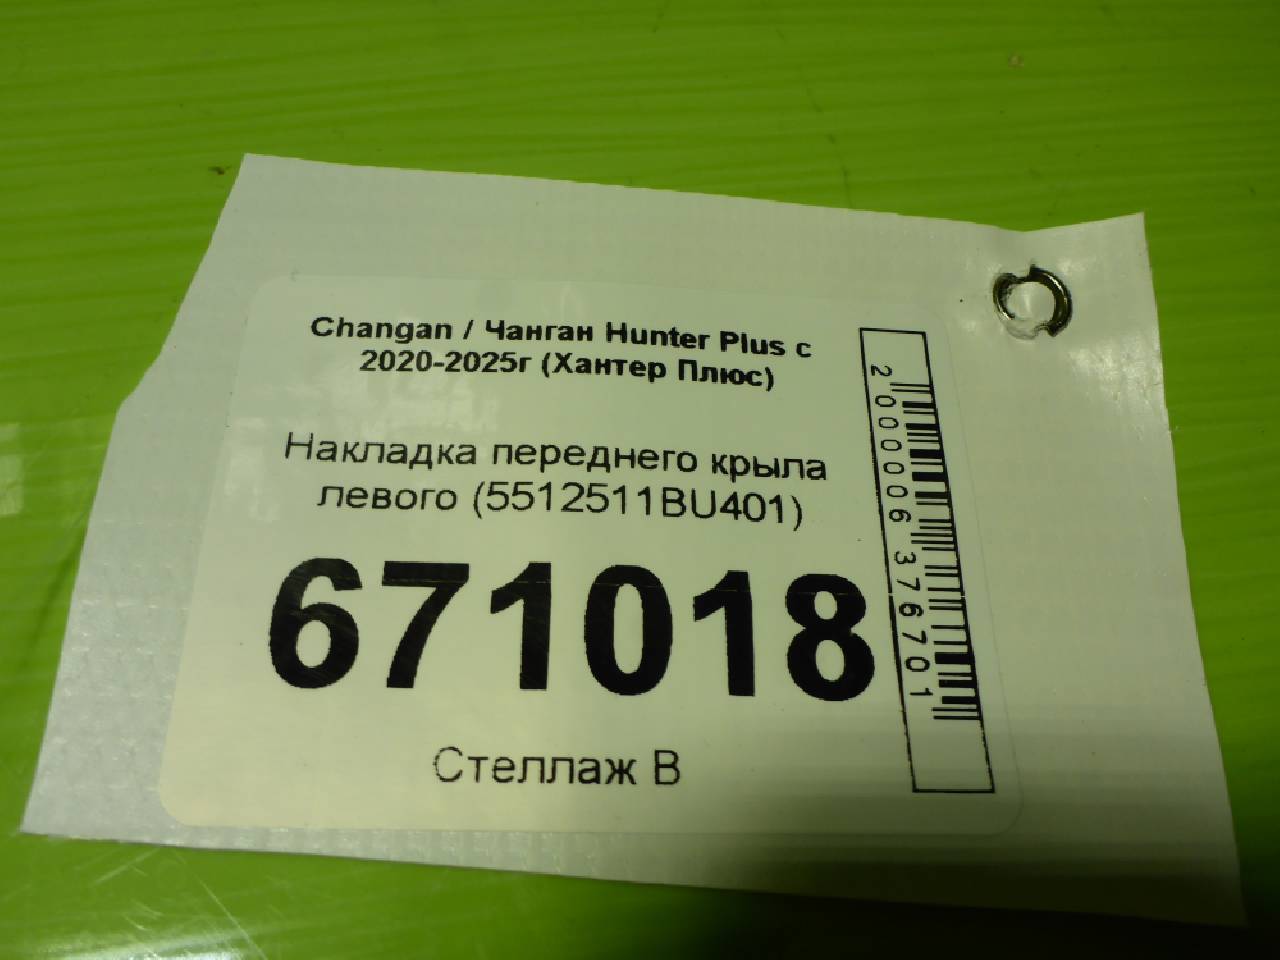 Changan / Чанган Hunter Plus с
2020-2025г (Хантер Плюс)
Накладка переднего крыла
левого (5512511BU401)
671018
Стеллаж В
2000006376701